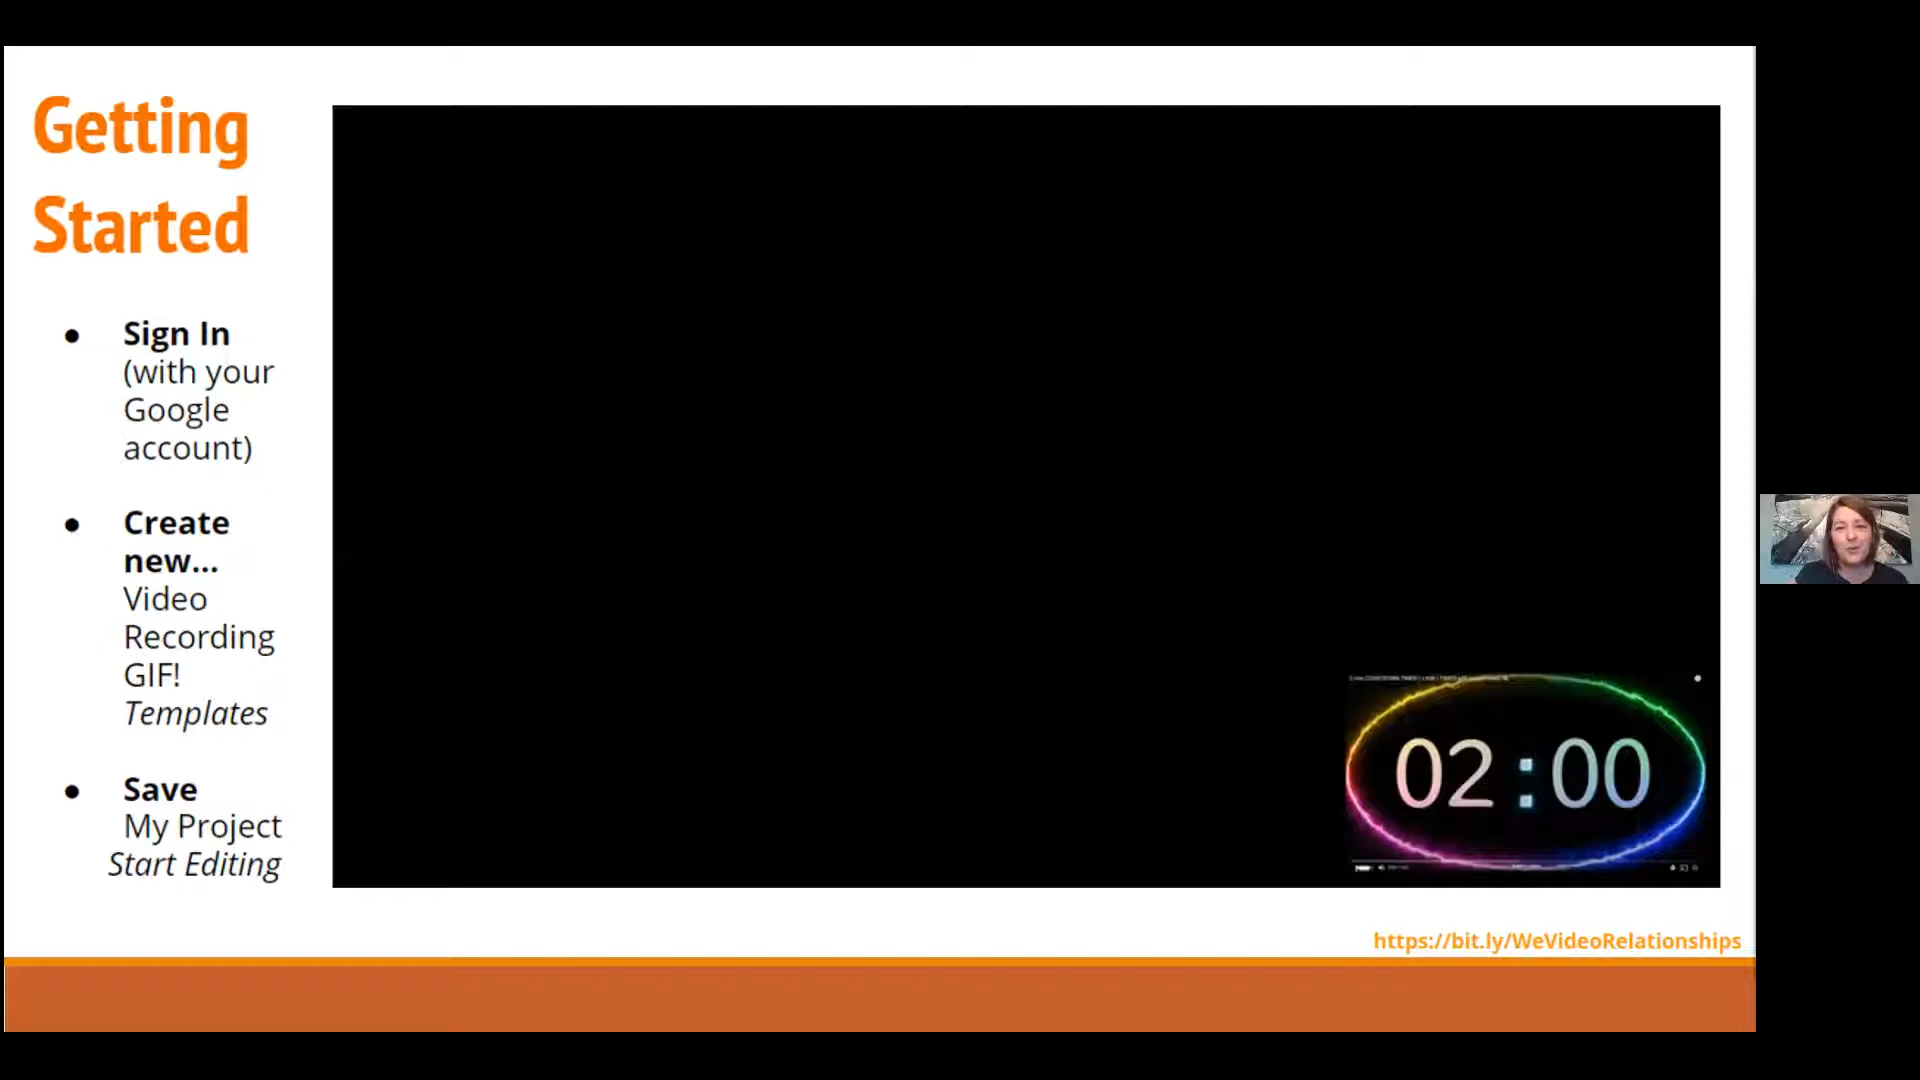 Getting
Started
● Sign In
(with your
Google
account)
● Create
new...
Video
Recording
GIF!
Templates
● Save
My Project
Start Editing
02:00
https://bit.ly/WeVideoRelationships